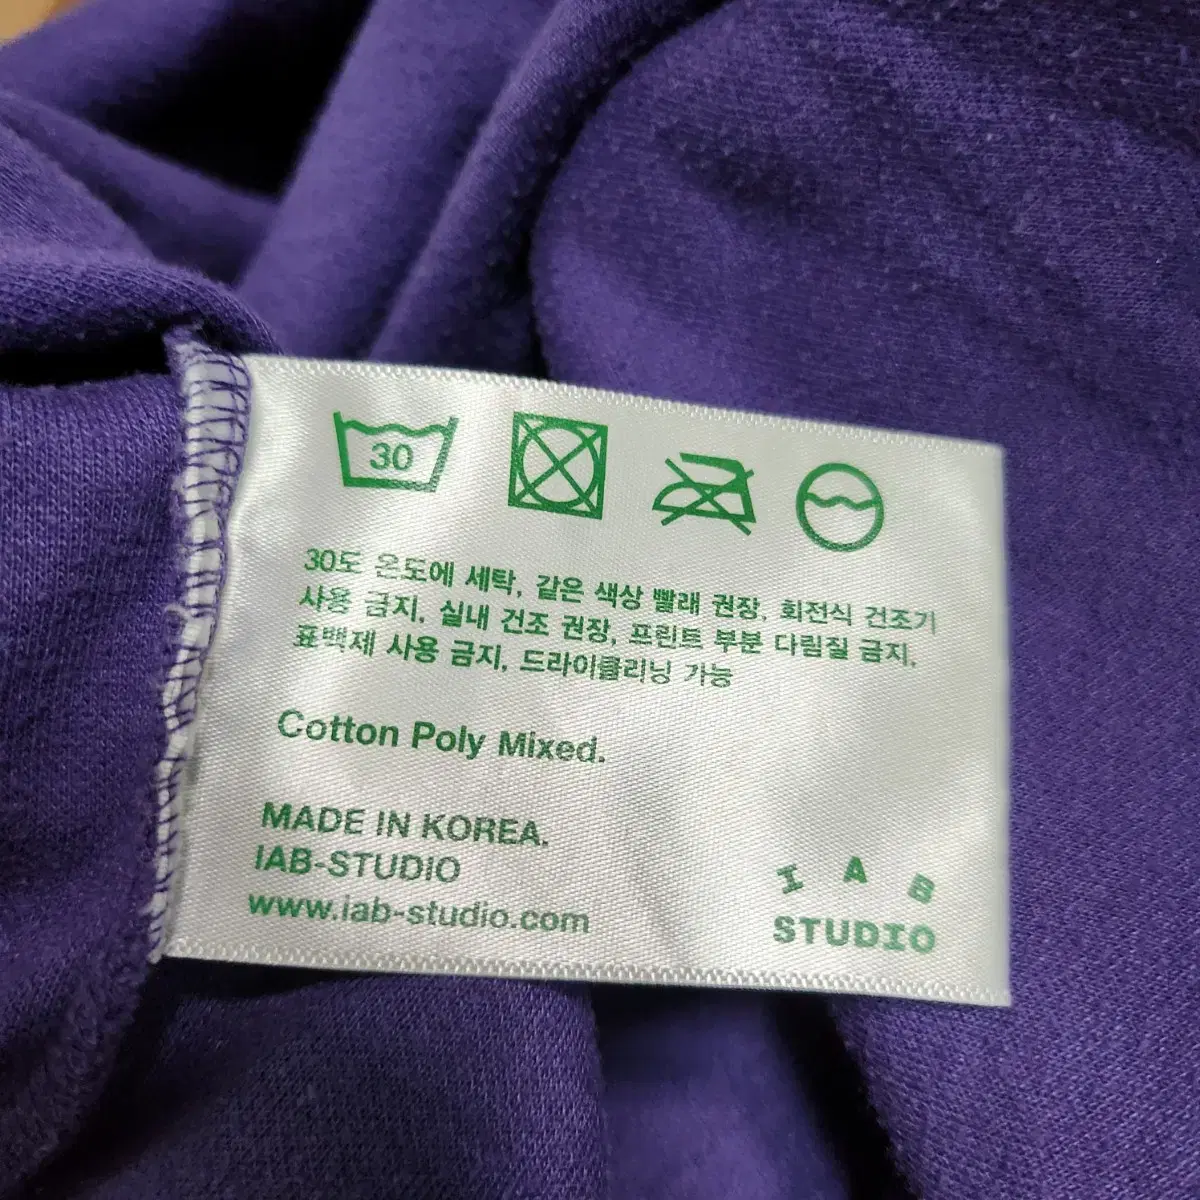 30
30도 온도에 세탁, 같은 색상 빨래 권장, 회전식 건조기
사용 금지, 실내 건조 권장, 프린트 부분 다림질 금지,
표백제 사용 금지, 드라이클리닝 가능
Cotton Poly Mixed.
MADE IN KOREA.
IAB-STUDIO
www.iab-studio.com
I A B
STUDIO